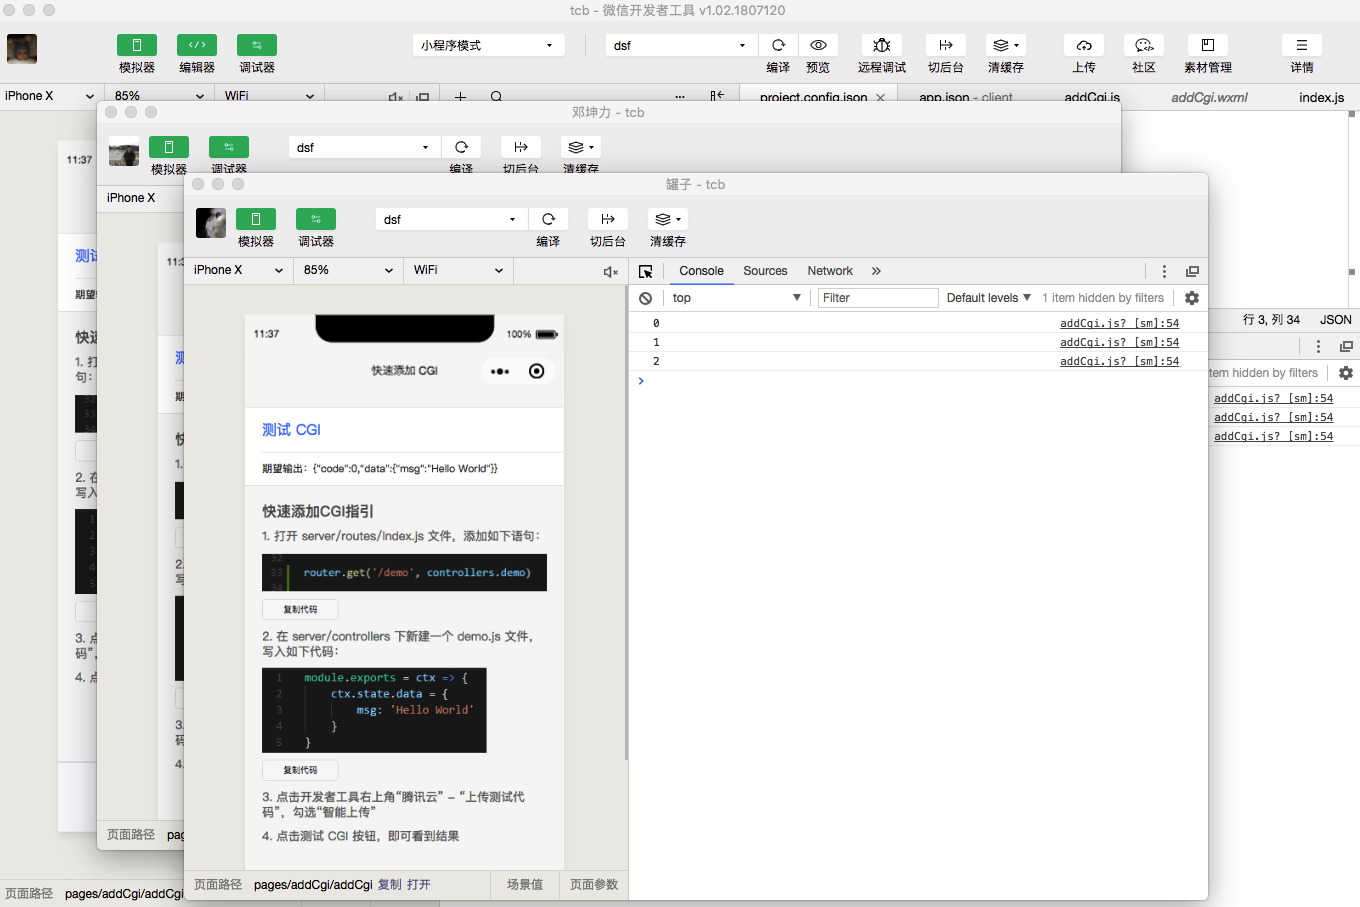 tcb - 微信开发者工具 v1.02.1807120
模拟器 编辑器 调试器 小程序模式 dsf 编译 预览 远程调试 切后台 清缓存 上传 社区 素材管理 详情
iPhone X 85% WiFi project.config.json app.json - client addCgi.js addCgi.wxml index.js
邓坤力 - tcb
模拟器 调试器 dsf 编译 切后台 清缓存
iPhone X
11:37
测试
期望输
快速
1. 打
句：
32
33
34
2. 在
写入
1
2
3
4
5
3. 点
码”,
4. 点
页面路径 pages/addCgi/addCgi
页面路径 pag
罐子 - tcb
模拟器 调试器 dsf 编译 切后台 清缓存
iPhone X 85% WiFi
Console Sources Network »
top Filter Default levels 1 item hidden by filters
0 addCgi.js? [sm]:54
1 addCgi.js? [sm]:54
2 addCgi.js? [sm]:54
11:37 100%
快速添加 CGI
测试 CGI
期望输出：{"code":0,"data":{"msg":"Hello World"}}
快速添加CGI指引
1. 打开 server/routes/index.js 文件，添加如下语句：
32
33 router.get('/demo', controllers.demo)
34
复制代码
2. 在 server/controllers 下新建一个 demo.js 文件，
写入如下代码：
1 module.exports = ctx => {
2 ctx.state.data = {
3 msg: 'Hello World'
4 }
5 }
复制代码
3. 点击开发者工具右上角“腾讯云” - “上传测试代
码”，勾选“智能上传”
4. 点击测试 CGI 按钮，即可看到结果
页面路径 pages/addCgi/addCgi 复制 打开 场景值 页面参数
行 3, 列 34 JSON
tem hidden by filters
addCgi.js? [sm]:54
addCgi.js? [sm]:54
addCgi.js? [sm]:54